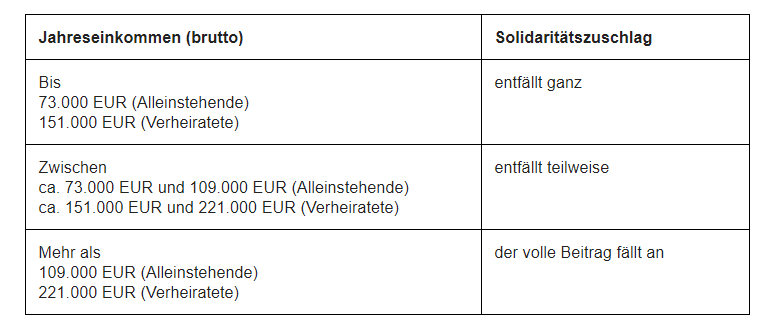 Jahreseinkommen (brutto)
Solidaritätszuschlag
Bis
73.000 EUR (Alleinstehende)
151.000 EUR (Verheiratete)
entfällt ganz
Zwischen
ca. 73.000 EUR und 109.000 EUR (Alleinstehende)
ca. 151.000 EUR und 221.000 EUR (Verheiratete)
entfällt teilweise
Mehr als
109.000 EUR (Alleinstehende)
221.000 EUR (Verheiratete)
der volle Beitrag fällt an